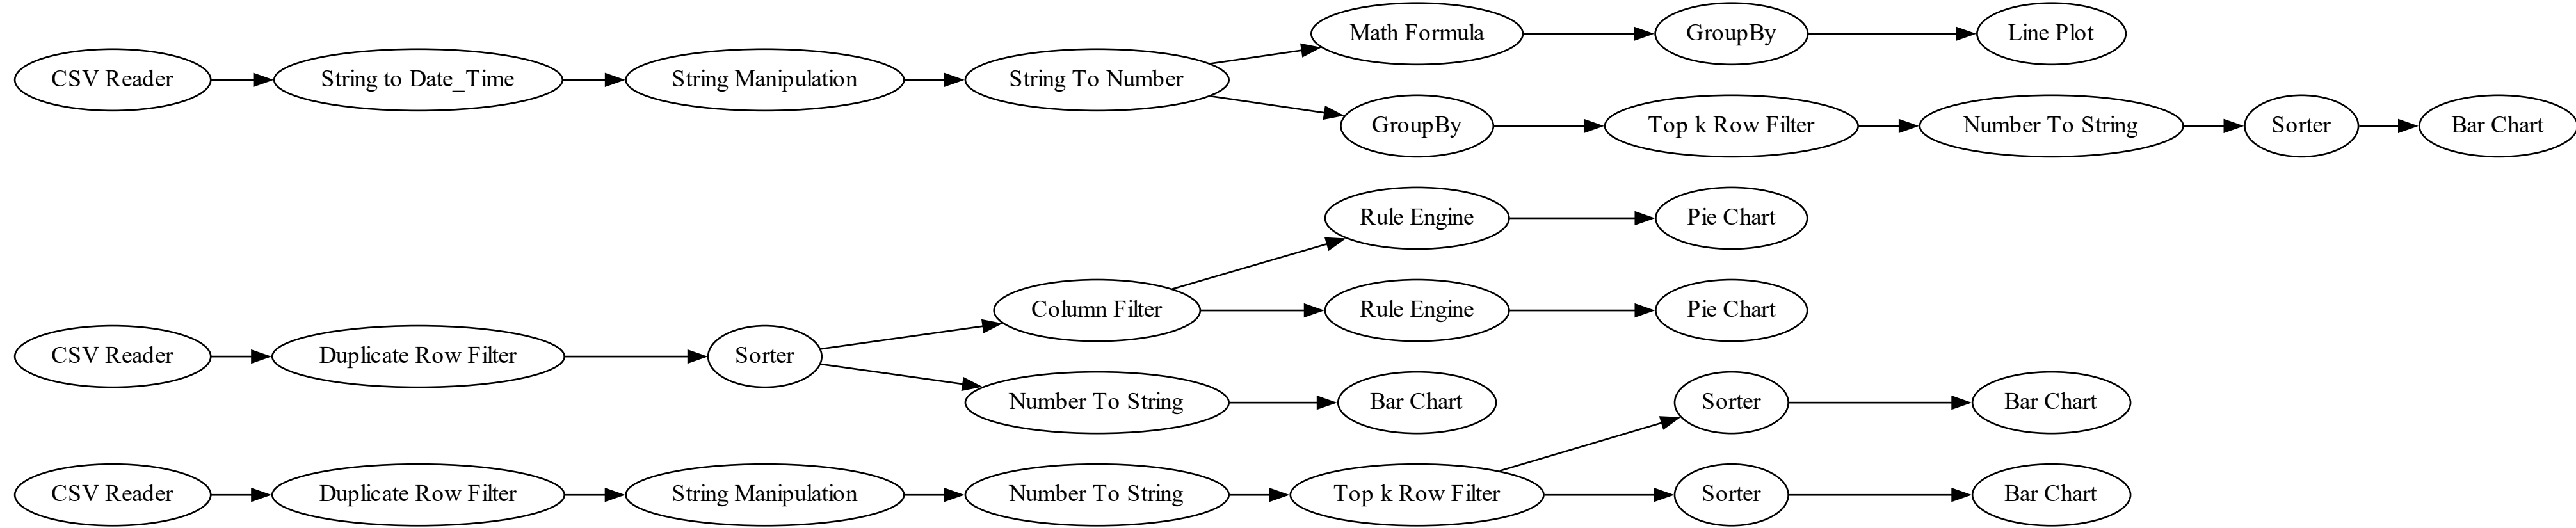 Math Formula
GroupBy
Line Plot
CSV Reader
String to Date_Time
String Manipulation
String To Number
GroupBy
Top k Row Filter
Number To String
Sorter
Bar Chart
Rule Engine
Pie Chart
Column Filter
Rule Engine
Pie Chart
CSV Reader
Duplicate Row Filter
Sorter
Number To String
Bar Chart
Sorter
Bar Chart
CSV Reader
Duplicate Row Filter
String Manipulation
Number To String
Top k Row Filter
Sorter
Bar Chart